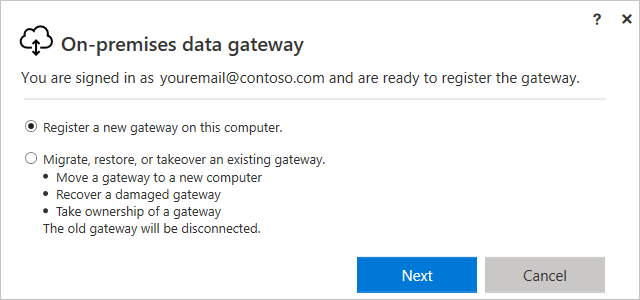 ? ×
On-premises data gateway
You are signed in as youremail@contoso.com and are ready to register the gateway.
Register a new gateway on this computer.
Migrate, restore, or takeover an existing gateway.
• Move a gateway to a new computer
• Recover a damaged gateway
• Take ownership of a gateway
The old gateway will be disconnected.
Next Cancel